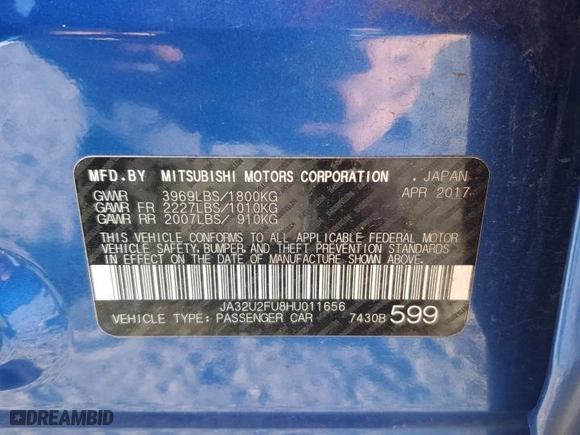 MFD.BY MITSUBISHI MOTORS CORPORATION , JAPAN
GVWR 3969LBS/1800KG APR 2017
GAWR FR 2227LBS/1010KG
GAWR RR 2007LBS/ 910KG
THIS VEHICLE CONFORMS TO ALL APPLICABLE FEDERAL MOTOR
VEHICLE SAFETY, BUMPER, AND THEFT PREVENTION STANDARDS
IN EFFECT ON THE DATE OF MANUFACTURE SHOWN ABOVE.
JA32U2FU8HU011656
VEHICLE TYPE: PASSENGER CAR 7430B 599
DREAMBID